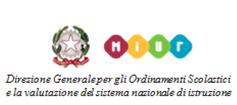 MIUR
Direzione Generale per gli Ordinamenti Scolastici
e la valutazione del sistema nazionale di istruzione